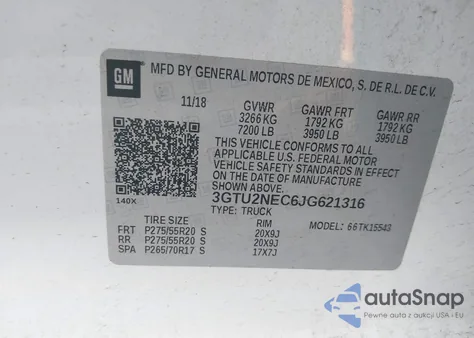 GM
MFD BY GENERAL MOTORS DE MEXICO, S. DE R.L. DE C.V.
11/18 GVWR GAWR FRT GAWR RR
3266 KG 1792 KG 1792 KG
7200 LB 3950 LB 3950 LB
THIS VEHICLE CONFORMS TO ALL
APPLICABLE U.S. FEDERAL MOTOR
VEHICLE SAFETY STANDARDS IN EFFECT
ON THE DATE OF MANUFACTURE
140X 3GTU2NEC6JG621316
TYPE: TRUCK
TIRE SIZE RIM MODEL: 66TK15543
FRT P275/55R20 S 20X9J
RR P275/55R20 S 20X9J
SPA P265/70R17 S 17X7J
autoSnap
Pewne auta z aukcji USA i EU